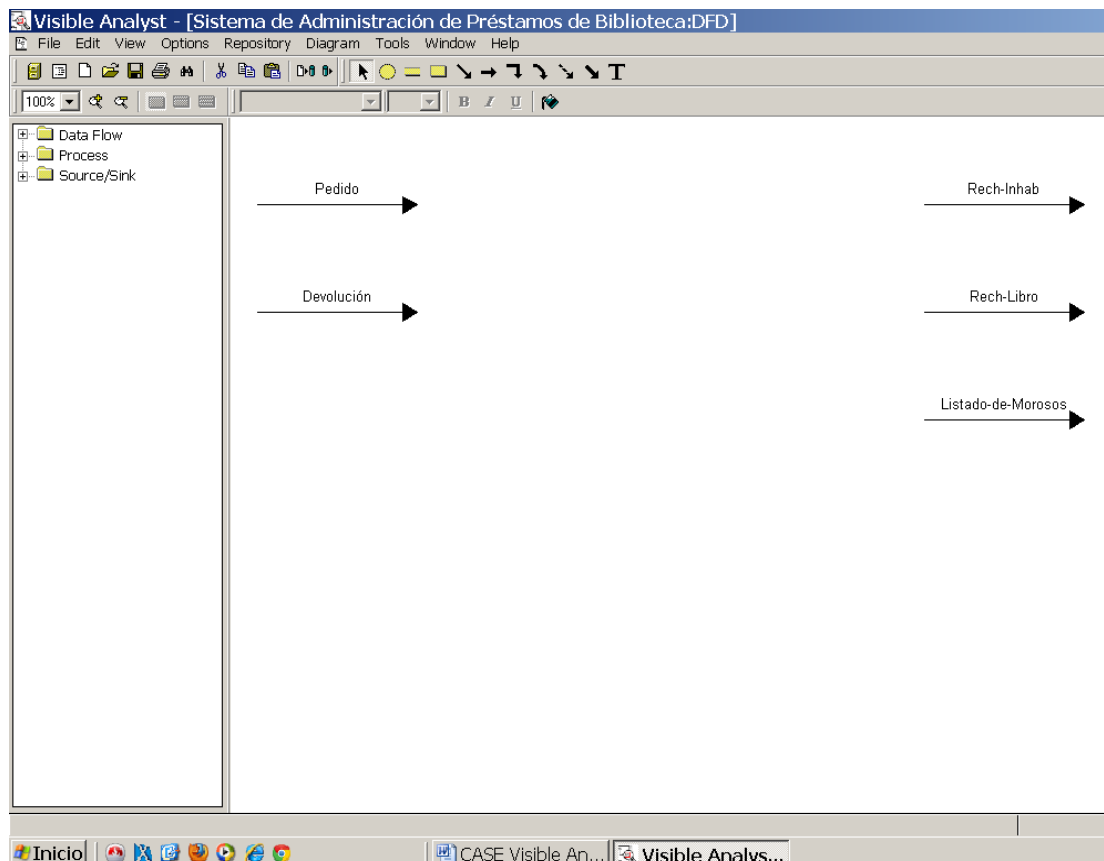 Visible Analyst - [Sistema de Administración de Préstamos de Biblioteca:DFD]
File Edit View Options Repository Diagram Tools Window Help
T
100% B I U
Data Flow
Process
Source/Sink
Pedido
Rech-Inhab
Devolución
Rech-Libro
Listado-de-Morosos
Inicio CASE Visible An... Visible Analys...